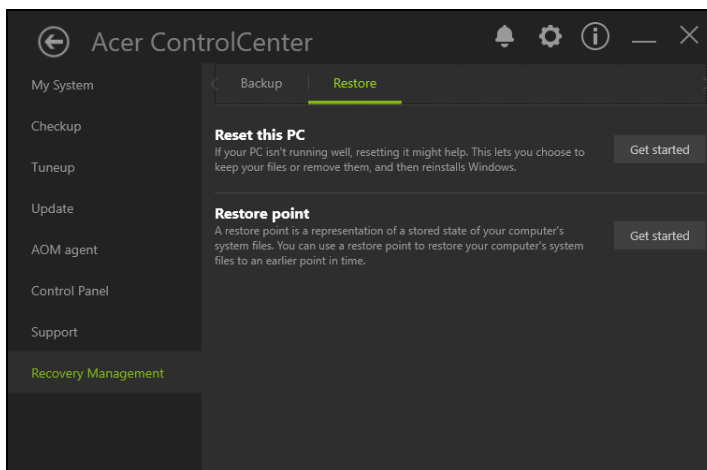 Acer ControlCenter
My System
Checkup
Tuneup
Update
AOM agent
Control Panel
Support
Recovery Management
Backup
Restore
Reset this PC
If your PC isn't running well, resetting it might help. This lets you choose to
keep your files or remove them, and then reinstalls Windows.
Get started
Restore point
A restore point is a representation of a stored state of your computer's
system files. You can use a restore point to restore your computer's system
files to an earlier point in time.
Get started